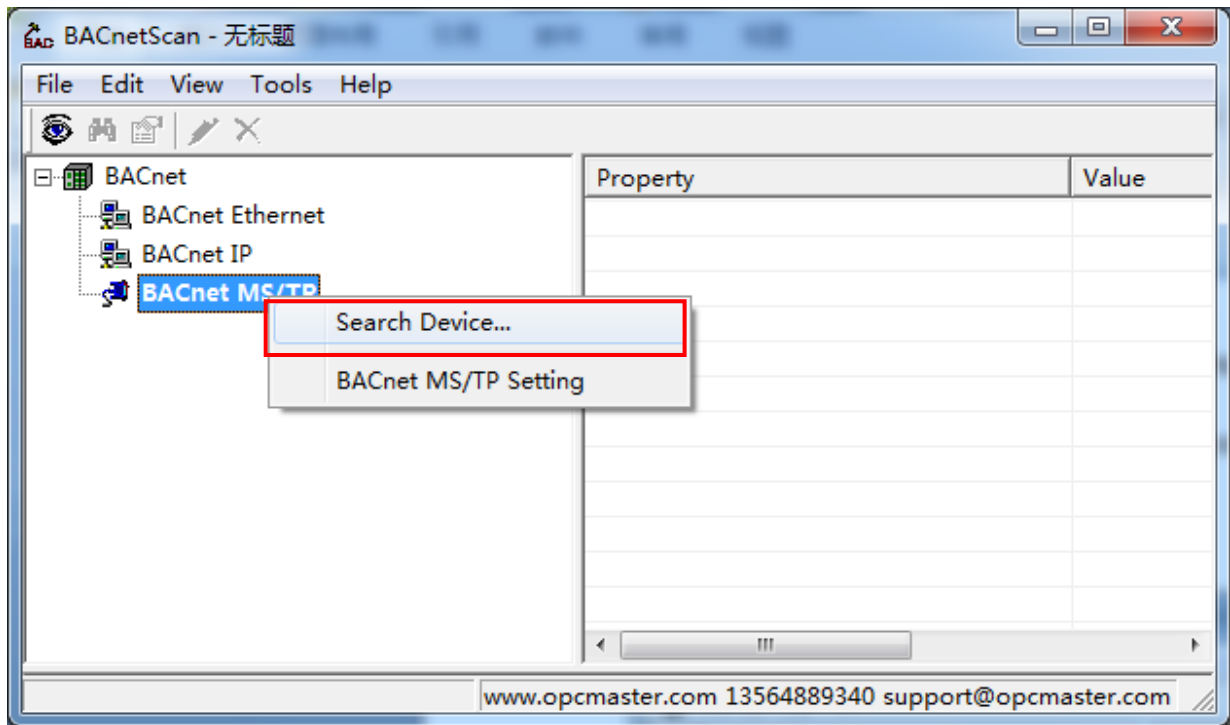 BAC BACnetScan - 无标题
File Edit View Tools Help
BACnet
BACnet Ethernet
BACnet IP
BACnet MS/TP
Search Device...
BACnet MS/TP Setting
Property Value
www.opcmaster.com 13564889340 support@opcmaster.com